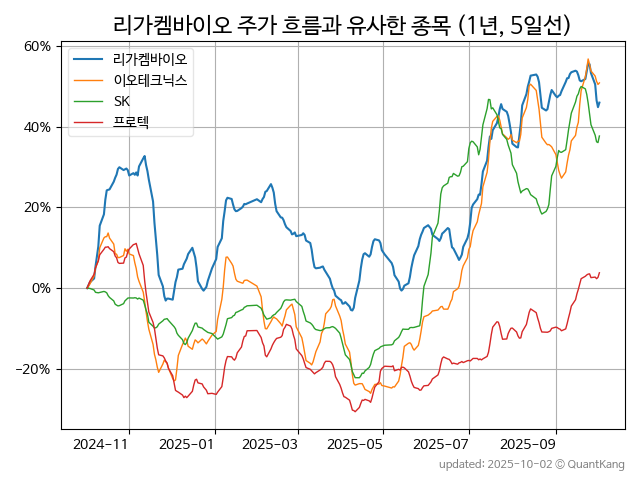 리가켐바이오 주가 흐름과 유사한 종목 (1년, 5일선)
리가켐바이오
이오테크닉스
SK
프로텍
60%
40%
20%
0%
−20%
2024−11
2025−01
2025−03
2025−05
2025−07
2025−09
updated: 2025-10-02 © QuantKang